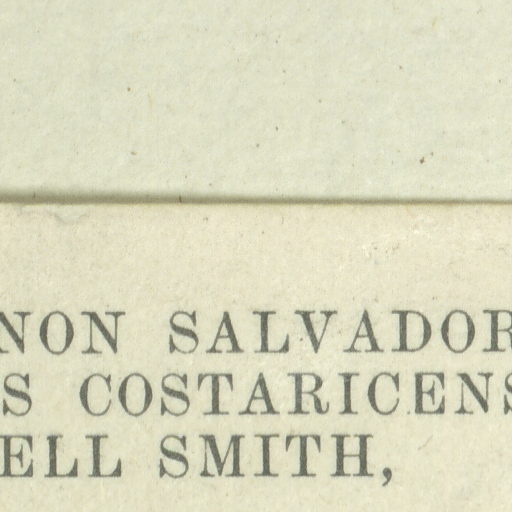 NON SALVADOR
S COSTARICENS
ELL SMITH,